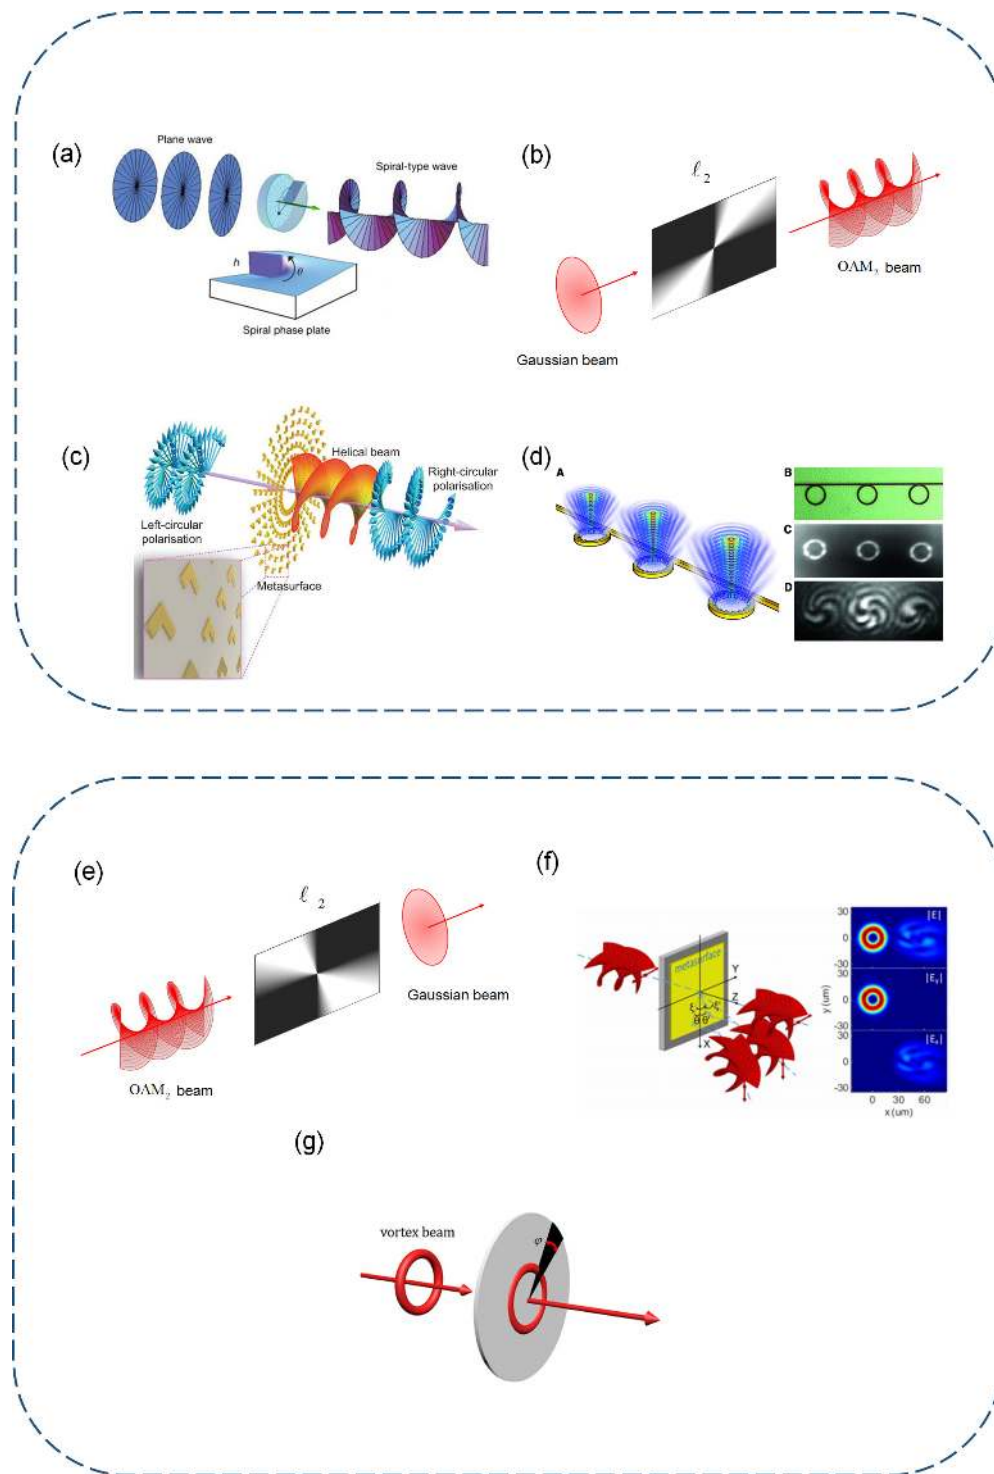 (a)
Plane wave
Spiral-type wave
h
θ
Spiral phase plate
(b)
ℓ 2
OAM2 beam
Gaussian beam
(c)
Helical beam
Right-circular
polarisation
Left-circular
polarisation
Metasurface
(d)
A
B
C
D
(e)
ℓ 2
Gaussian beam
OAM2 beam
(f)
metasurface
Y
Z
X
ξ
θ θ'
30
0
-30
|E|
30
0
-30
|Ey|
30
0
-30
|Ex|
y(um)
0 30 60
x(um)
(g)
vortex beam
φ